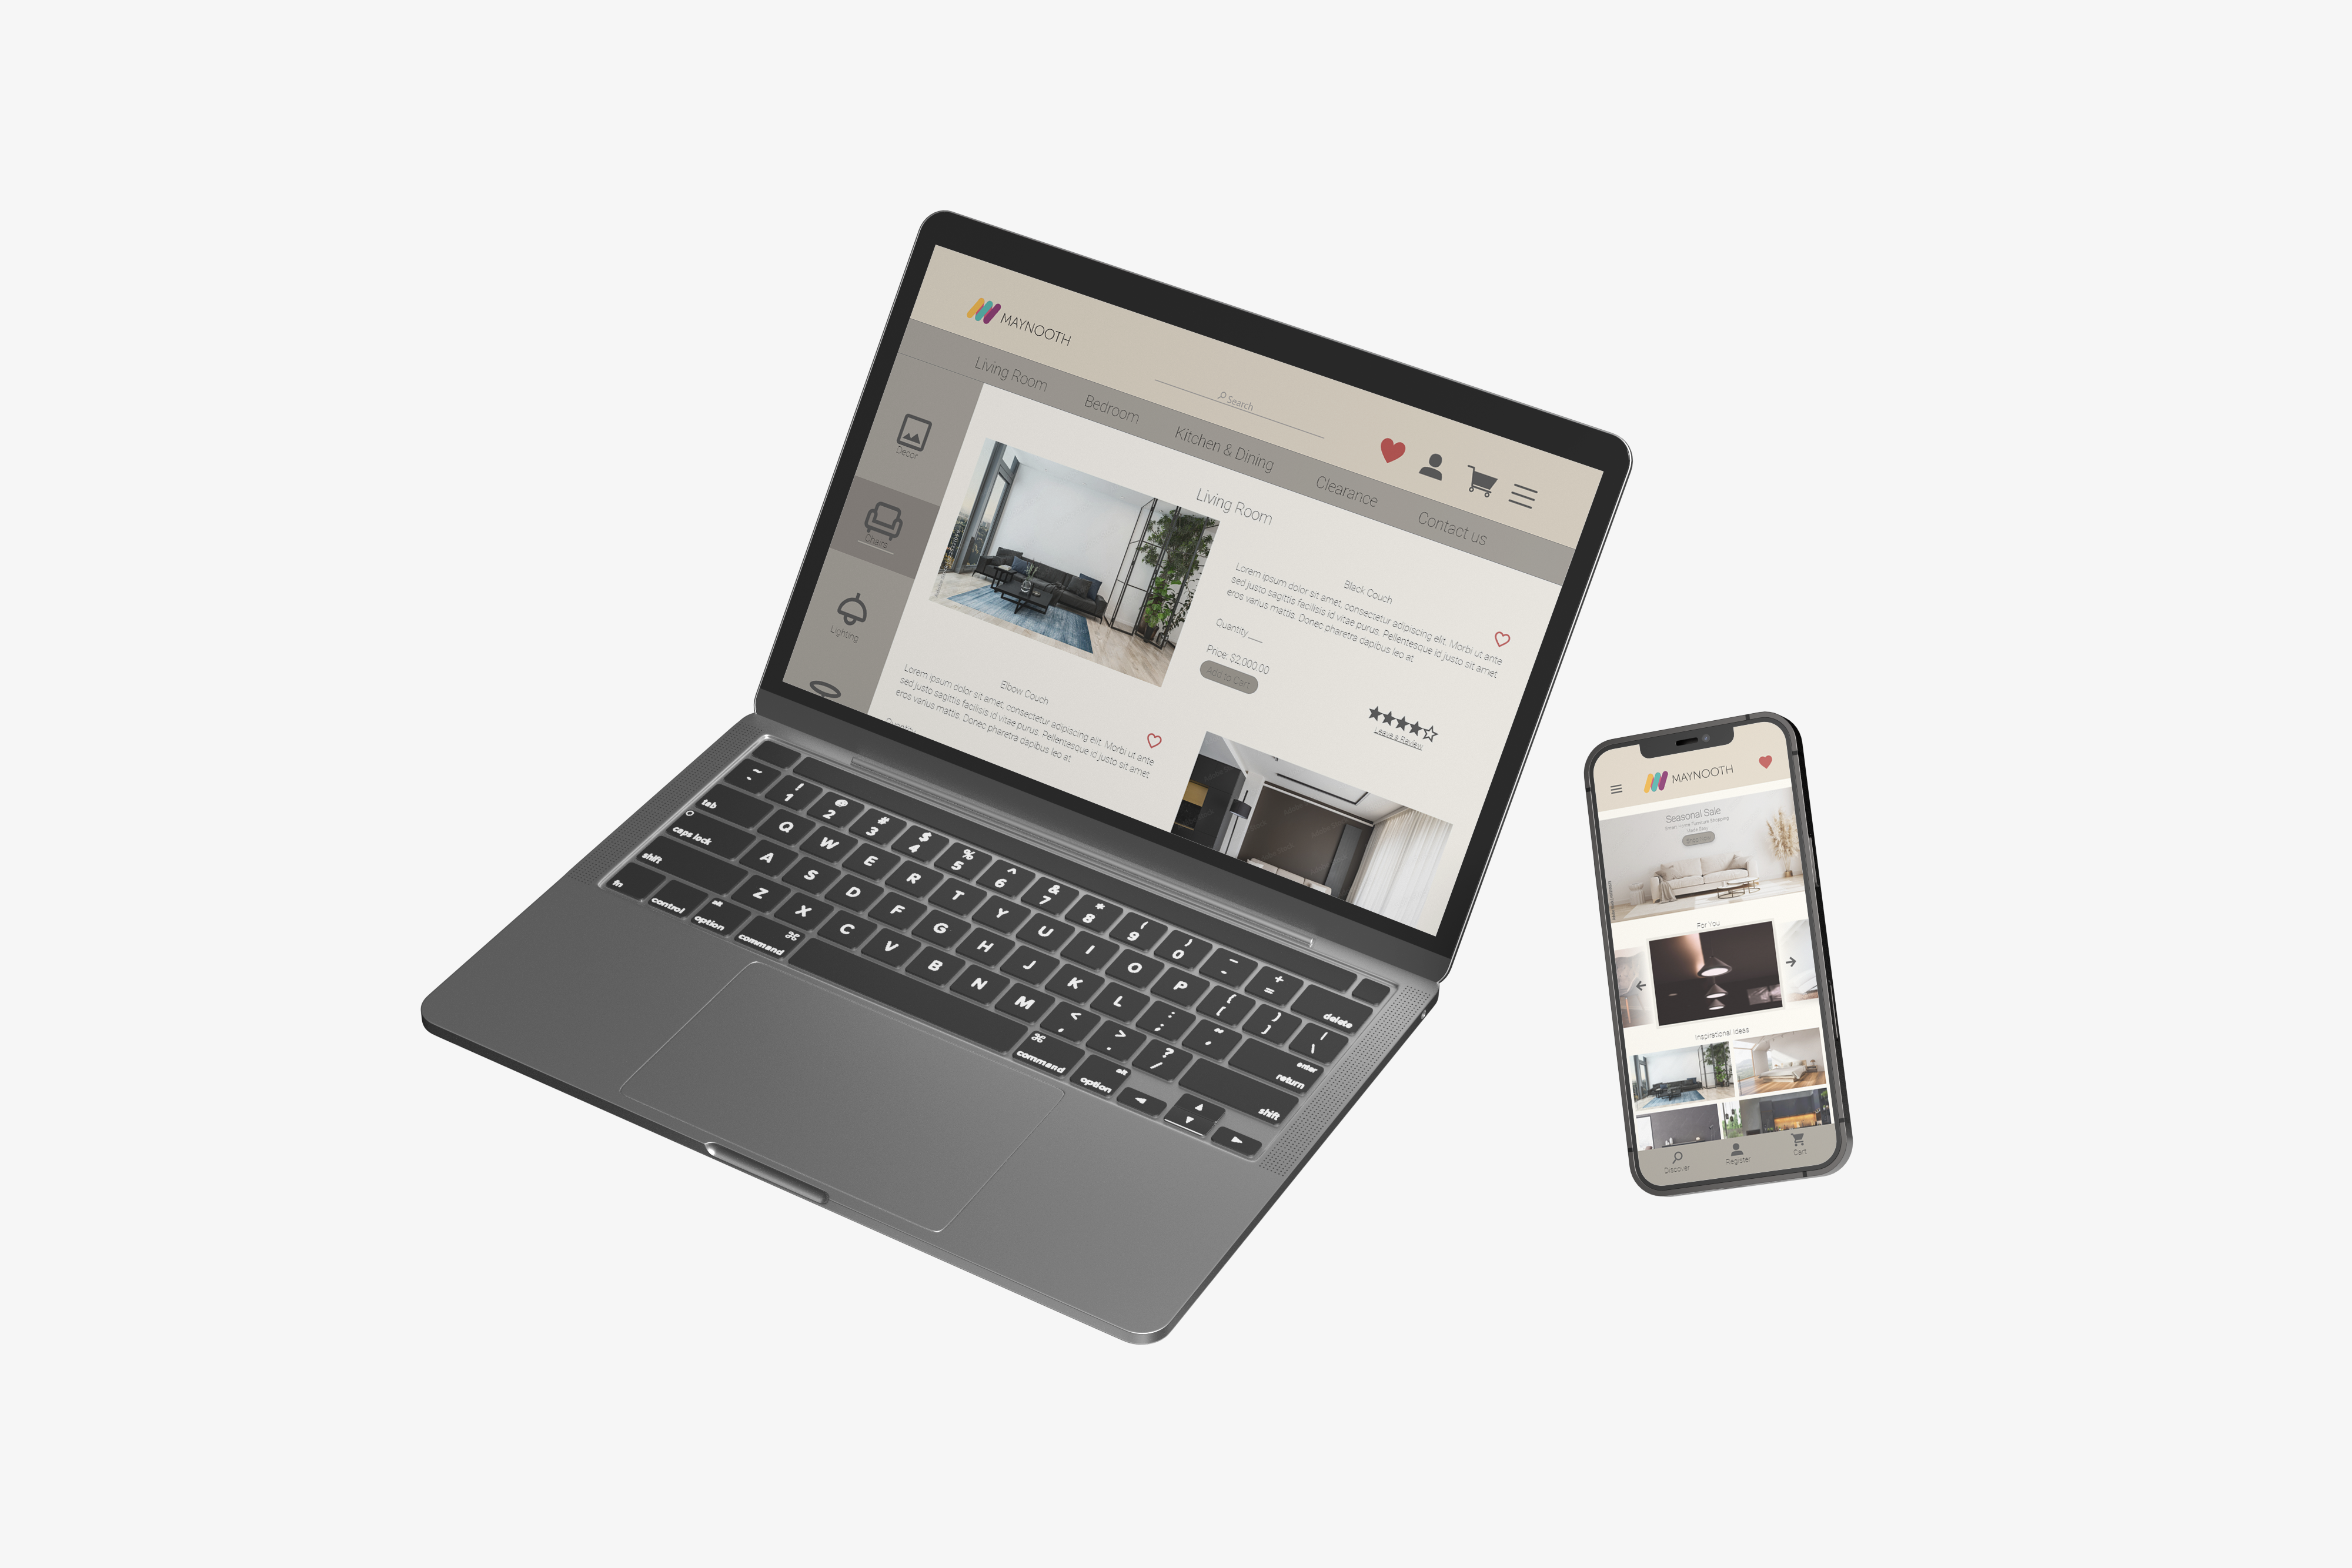 MAYNOOTH
Search
Living Room
Bedroom
Kitchen & Dining
Clearance
Contact us
Decor
Chairs
Lighting
Living Room
Black Couch
Lorem ipsum dolor sit amet, consectetur adipiscing elit. Morbi ut ante
sed justo sagittis facilisis id vitae purus. Pellentesque id justo sit amet
eros varius mattis. Donec pharetra dapibus leo at
Quantity
Price: $2,000.00
Add to Cart
Leave a Review
Elbow Couch
Lorem ipsum dolor sit amet, consectetur adipiscing elit. Morbi ut ante
sed justo sagittis facilisis id vitae purus. Pellentesque id justo sit amet
eros varius mattis. Donec pharetra dapibus leo at
Quantity
~ ! @ # $ % ^ & * ( ) _ +
` 1 2 3 4 5 6 7 8 9 0 - = delete
tab Q W E R T Y U I O P { [ } ] | \
caps lock A S D F G H J K L : ; " ' enter return
shift Z X C V B N M < , > . ? / shift
fn control alt option ⌘ command ⌘ command alt option
MAYNOOTH
Seasonal Sale
For You
Inspirational Ideas
Discover
Register
Cart